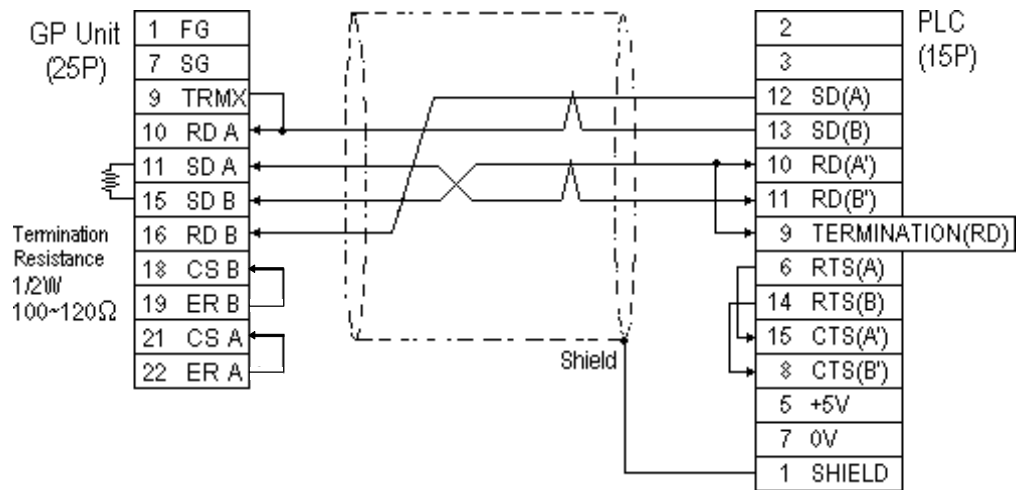 GP Unit
(25P)
1 FG
7 SG
9 TRMX
10 RD A
11 SD A
15 SD B
16 RD B
18 CS B
19 ER B
21 CS A
22 ER A
Termination
Resistance
1/2W
100~120Ω
Shield
PLC
(15P)
2
3
12 SD(A)
13 SD(B)
10 RD(A')
11 RD(B')
9 TERMINATION(RD)
6 RTS(A)
14 RTS(B)
15 CTS(A')
8 CTS(B')
5 +5V
7 0V
1 SHIELD